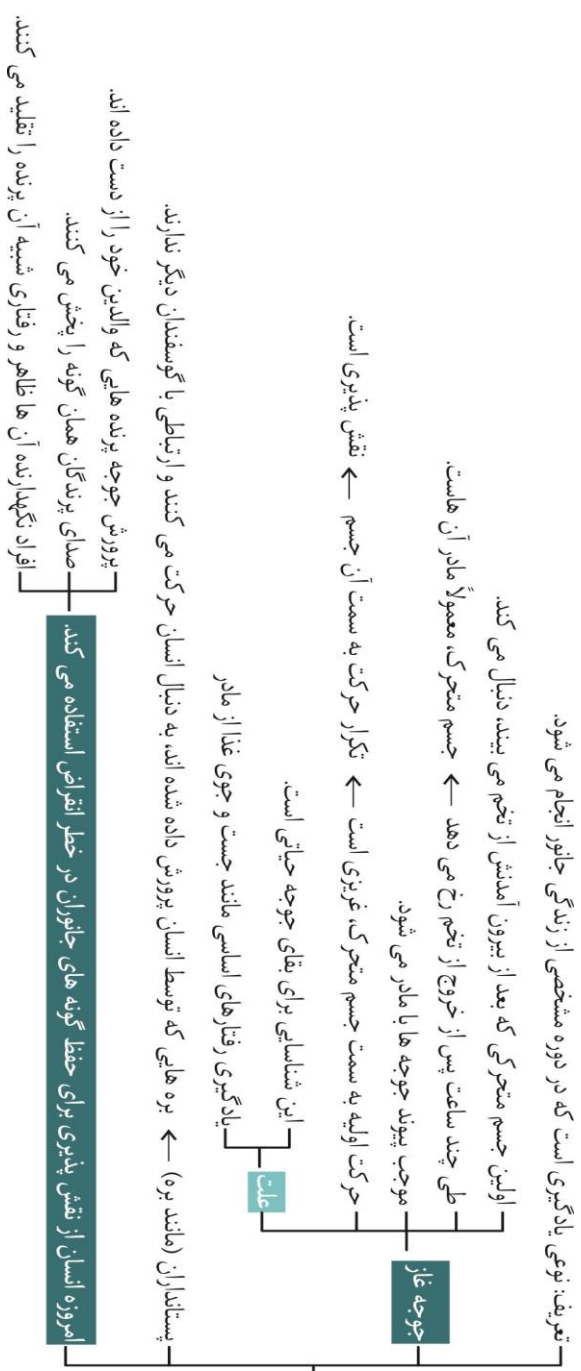 تعریف: نوعی یادگیری است که در دوره مشخصی از زندگی جانور انجام می شود.
جوجه غاز
اولین جسم متحرکی که بعد از بیرون آمدنش از تخم می بیند، دنبال می کند.
طی چند ساعت پس از خروج از تخم رخ می دهد ← جسم متحرک، معمولاً مادر آن هاست.
موجب پیوند جوجه ها با مادر می شود.
حرکت اولیه به سمت جسم متحرک، غریزی است ← تکرار حرکت به سمت آن جسم ← نقش پذیری است.
علت
این شناسایی برای بقای جوجه حیاتی است.
یادگیری رفتارهای اساسی مانند جست و جوی غذا از مادر
پستانداران (مانند بره) ← بره هایی که توسط انسان پرورش داده شده اند، به دنبال انسان حرکت می کنند و ارتباطی با گوسفندان دیگر ندارند.
امروزه انسان از نقش پذیری برای حفظ گونه های جانوران در خطر انقراض استفاده می کند.
پرورش جوجه پرنده هایی که والدین خود را از دست داده اند.
صدای پرندگان همان گونه را پخش می کنند.
افراد نگهدارنده آن ها ظاهر و رفتاری شبیه آن پرنده را تقلید می کنند.